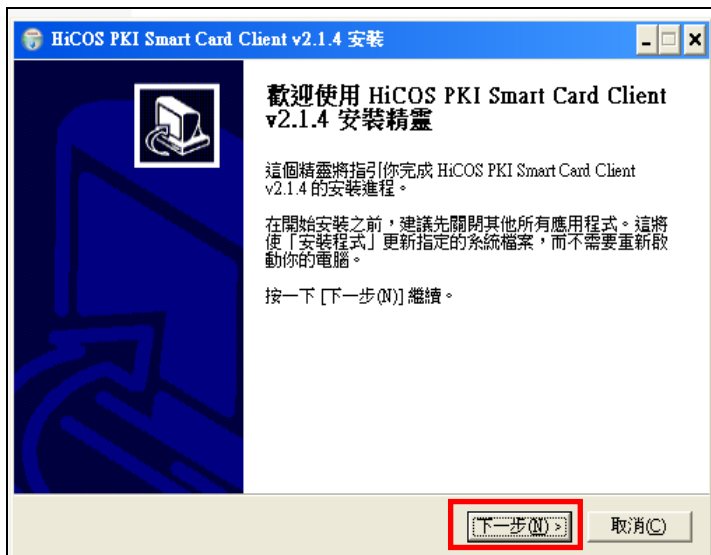 HiCOS PKI Smart Card Client v2.1.4 安裝
歡迎使用 HiCOS PKI Smart Card Client
v2.1.4 安裝精靈
這個精靈將指引你完成 HiCOS PKI Smart Card Client
v2.1.4 的安裝進程。
在開始安裝之前，建議先關閉其他所有應用程式。這將
使「安裝程式」更新指定的系統檔案，而不需要重新啟
動你的電腦。
按一下 [下一步(N)] 繼續。
下一步(N) >
取消(C)